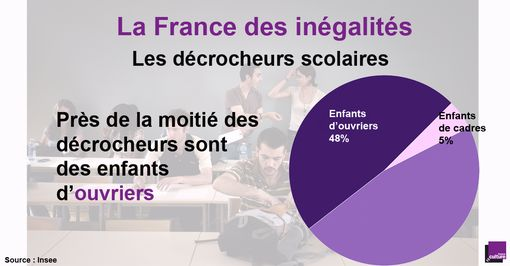 La France des inégalités
Les décrocheurs scolaires
Près de la moitié des
décrocheurs sont
des enfants
d'ouvriers
Enfants
d'ouvriers
48%
Enfants
de cadres
5%
Source : Insee
culture